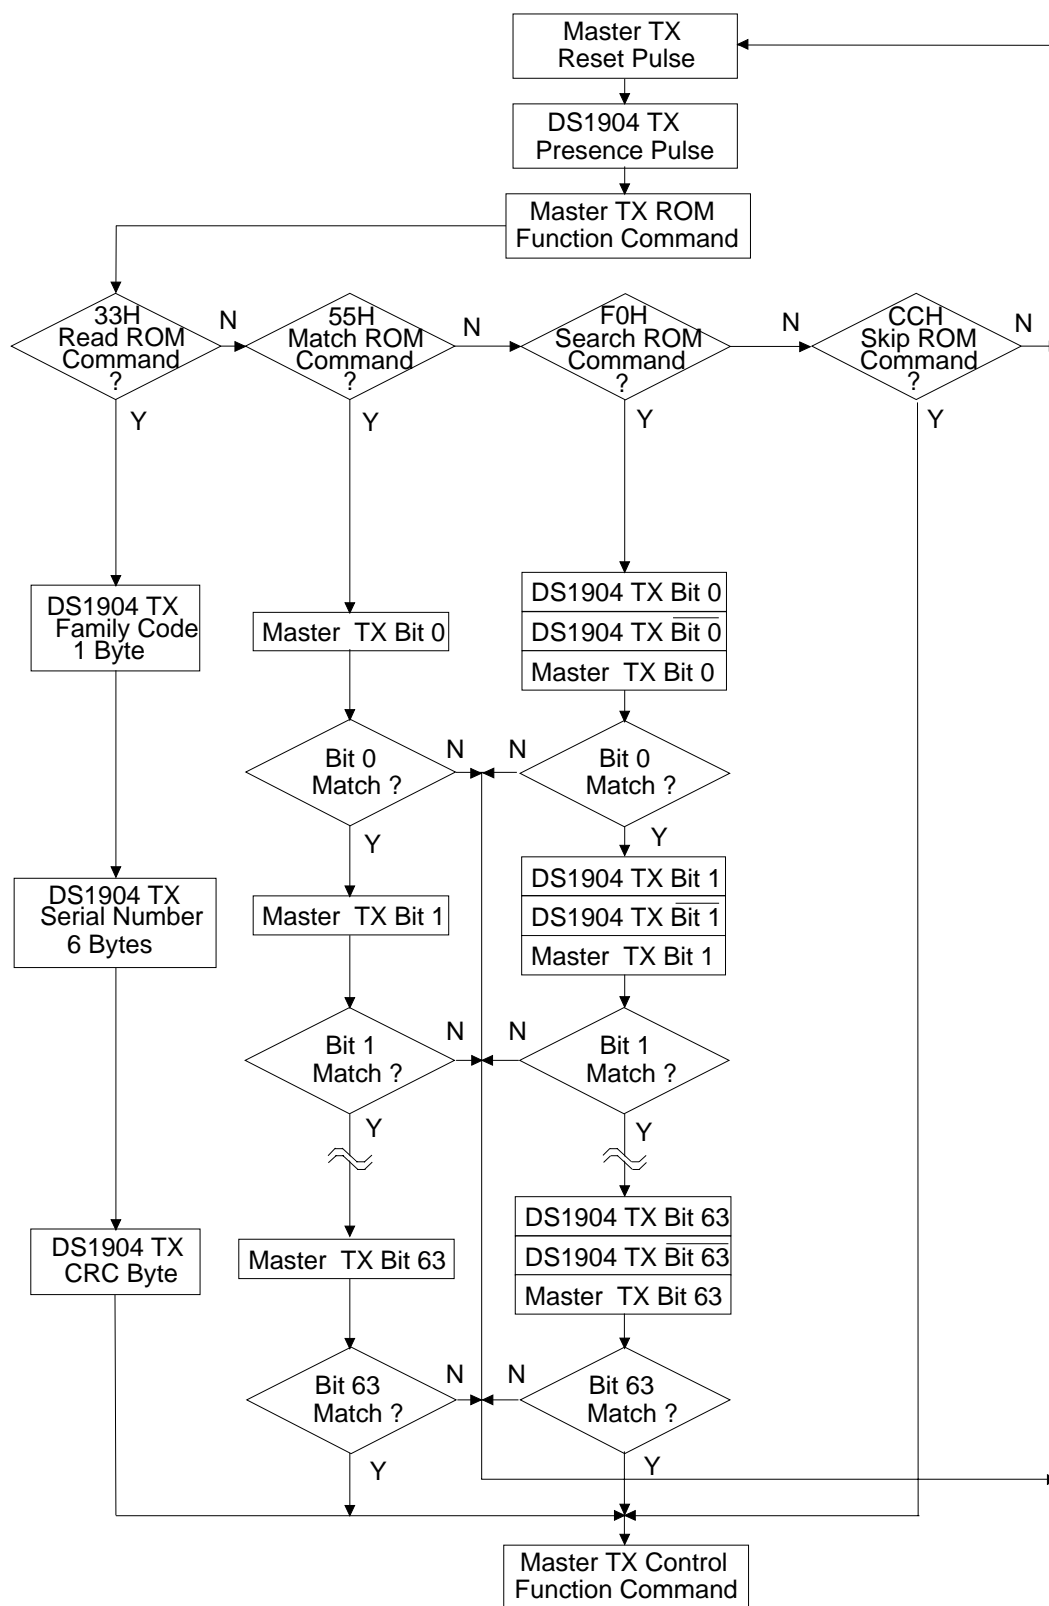 Master TX
Reset Pulse
DS1904 TX
Presence Pulse
Master TX ROM
Function Command
33H
Read ROM
Command
?
N
Y
55H
Match ROM
Command
?
N
Y
F0H
Search ROM
Command
?
N
Y
CCH
Skip ROM
Command
?
N
Y
DS1904 TX
Family Code
1 Byte
DS1904 TX
Serial Number
6 Bytes
DS1904 TX
CRC Byte
Master TX Bit 0
Bit 0
Match ?
N
Y
Master TX Bit 1
Bit 1
Match ?
N
Y
Master TX Bit 63
Bit 63
Match ?
N
Y
DS1904 TX Bit 0
DS1904 TX B̅i̅t̅ ̅0̅
Master TX Bit 0
Bit 0
Match ?
N
Y
DS1904 TX Bit 1
DS1904 TX B̅i̅t̅ ̅1̅
Master TX Bit 1
Bit 1
Match ?
N
Y
DS1904 TX Bit 63
DS1904 TX B̅i̅t̅ ̅6̅3̅
Master TX Bit 63
Bit 63
Match ?
N
Y
Master TX Control
Function Command